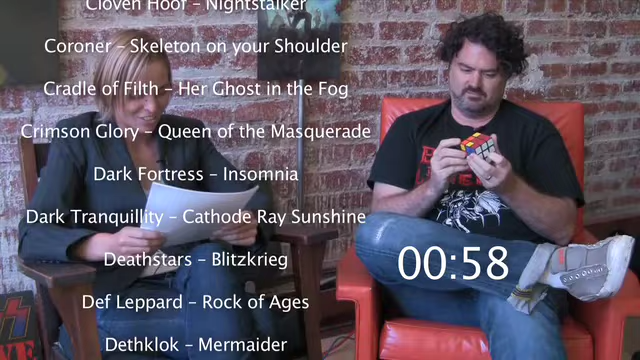 Cloven Hoof – Nightstalker
Coroner – Skeleton on your Shoulder
Cradle of Filth – Her Ghost in the Fog
Crimson Glory – Queen of the Masquerade
Dark Fortress – Insomnia
Dark Tranquillity – Cathode Ray Sunshine
Deathstars – Blitzkrieg
00:58
Def Leppard – Rock of Ages
Dethklok – Mermaider